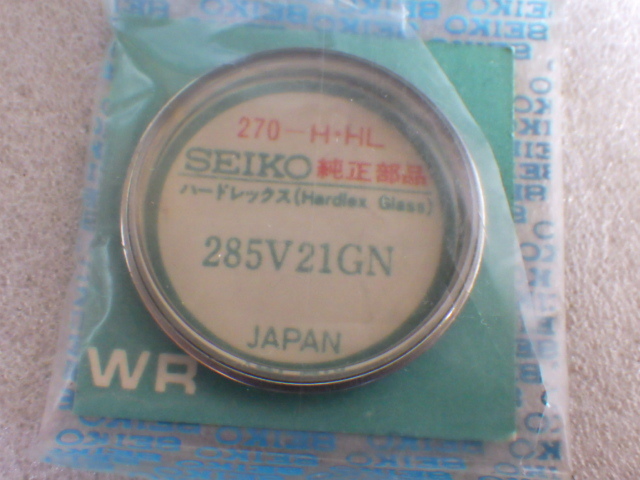 270-H·HL
SEIKO 純正部品
ハードレックス(Hardlex Glass)
285V21GN
JAPAN
WR